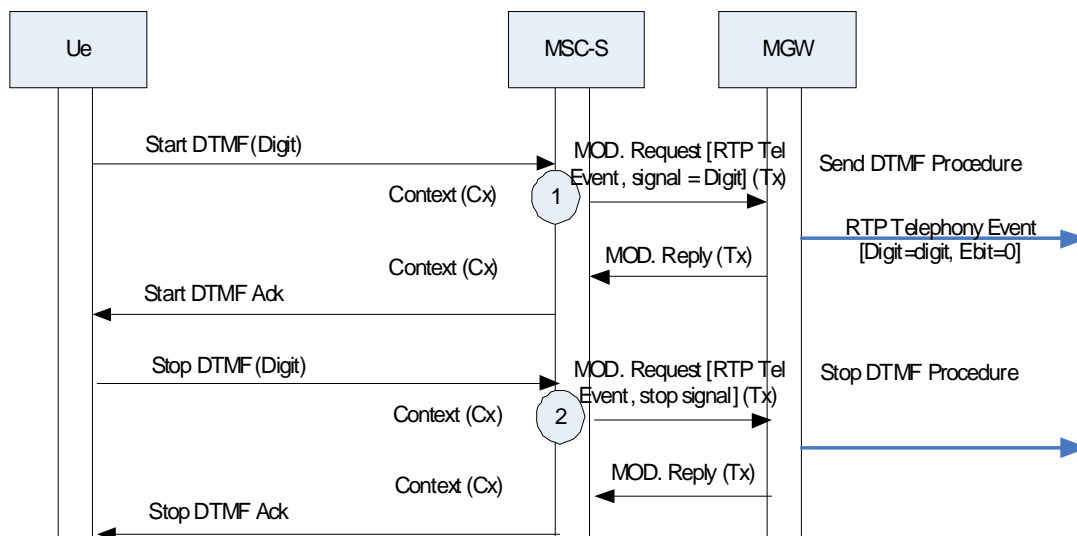 Ue
MSC-S
MGW
Start DTMF(Digit)
MOD. Request [RTP Tel
Event, signal = Digit] (Tx)
Send DTMF Procedure
Context (Cx)
1
RTP Telephony Event
[Digit=digit, Ebit=0]
MOD. Reply (Tx)
Context (Cx)
Start DTMF Ack
Stop DTMF(Digit)
MOD. Request [RTP Tel
Event, stop signal] (Tx)
Stop DTMF Procedure
Context (Cx)
2
MOD. Reply (Tx)
Context (Cx)
Stop DTMF Ack